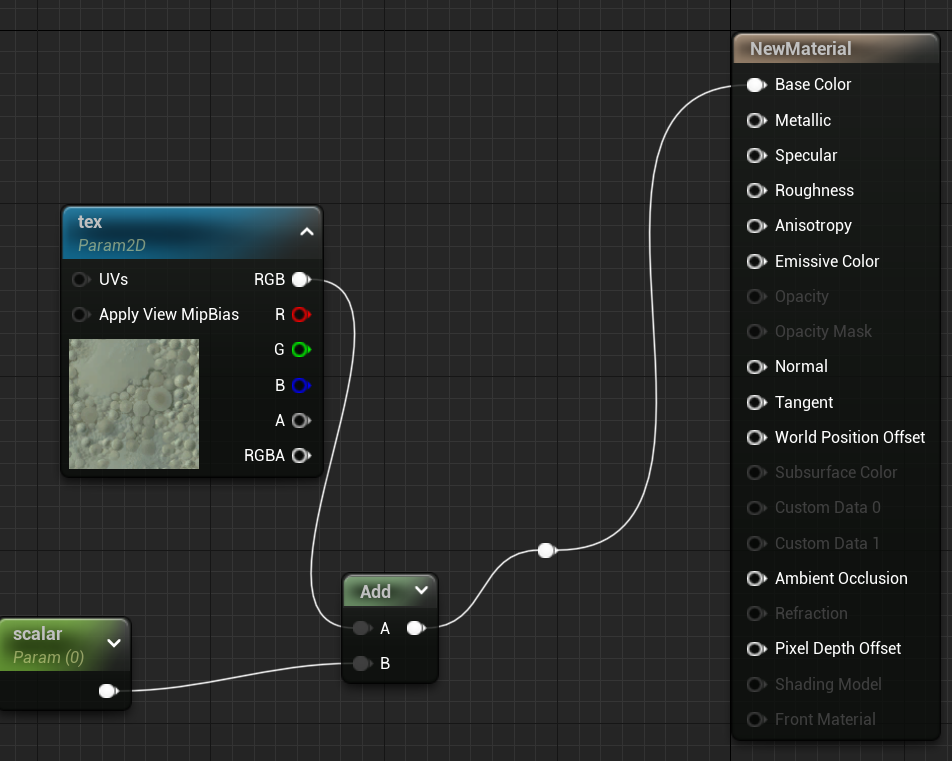 NewMaterial
Base Color
Metallic
Specular
Roughness
Anisotropy
Emissive Color
Opacity
Opacity Mask
Normal
Tangent
World Position Offset
Subsurface Color
Custom Data 0
Custom Data 1
Ambient Occlusion
Refraction
Pixel Depth Offset
Shading Model
Front Material
tex
Param2D
UVs RGB
Apply View MipBias R
G
B
A
RGBA
Add
A
B
scalar
Param (0)